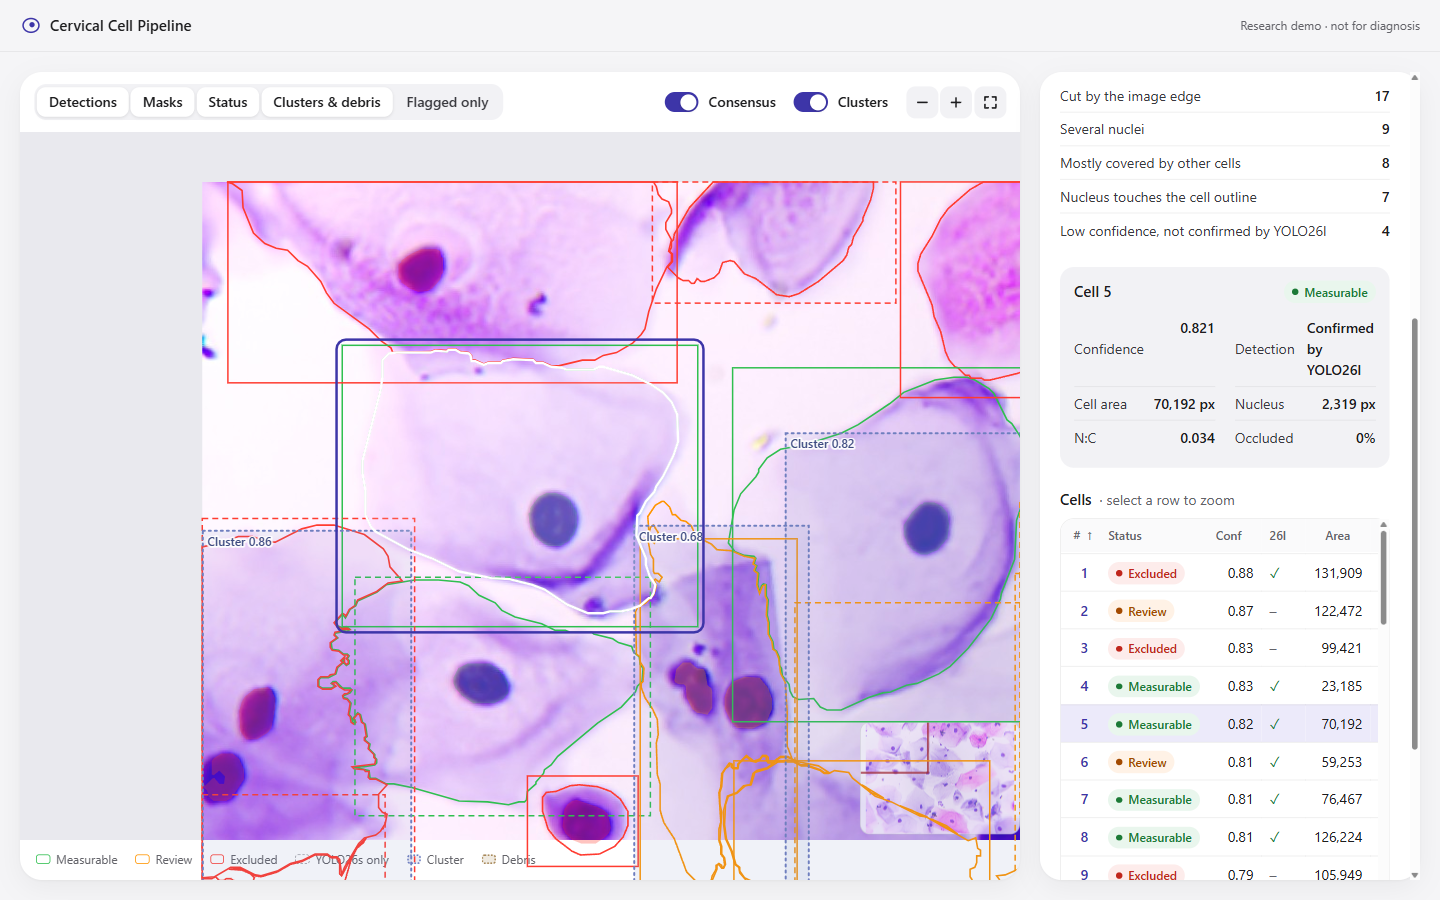 Cervical Cell Pipeline
Research demo · not for diagnosis
Detections
Masks
Status
Clusters & debris
Flagged only
Consensus
Clusters
Cluster 0.82
Cluster 0.68
Cluster 0.86
Measurable
Review
Excluded
YOLO26s only
Cluster
Debris
Cut by the image edge 17
Several nuclei 9
Mostly covered by other cells 8
Nucleus touches the cell outline 7
Low confidence, not confirmed by YOLO26l 4
Cell 5
Measurable
Confidence 0.821
Detection Confirmed
by
YOLO26l
Cell area 70,192 px Nucleus 2,319 px
N:C 0.034 Occluded 0%
Cells · select a row to zoom
# ↑ Status Conf 26l Area
1 Excluded 0.88 ✓ 131,909
2 Review 0.87 – 122,472
3 Excluded 0.83 – 99,421
4 Measurable 0.83 ✓ 23,185
5 Measurable 0.82 ✓ 70,192
6 Review 0.81 ✓ 59,253
7 Measurable 0.81 ✓ 76,467
8 Measurable 0.81 ✓ 126,224
9 Excluded 0.79 – 105,949